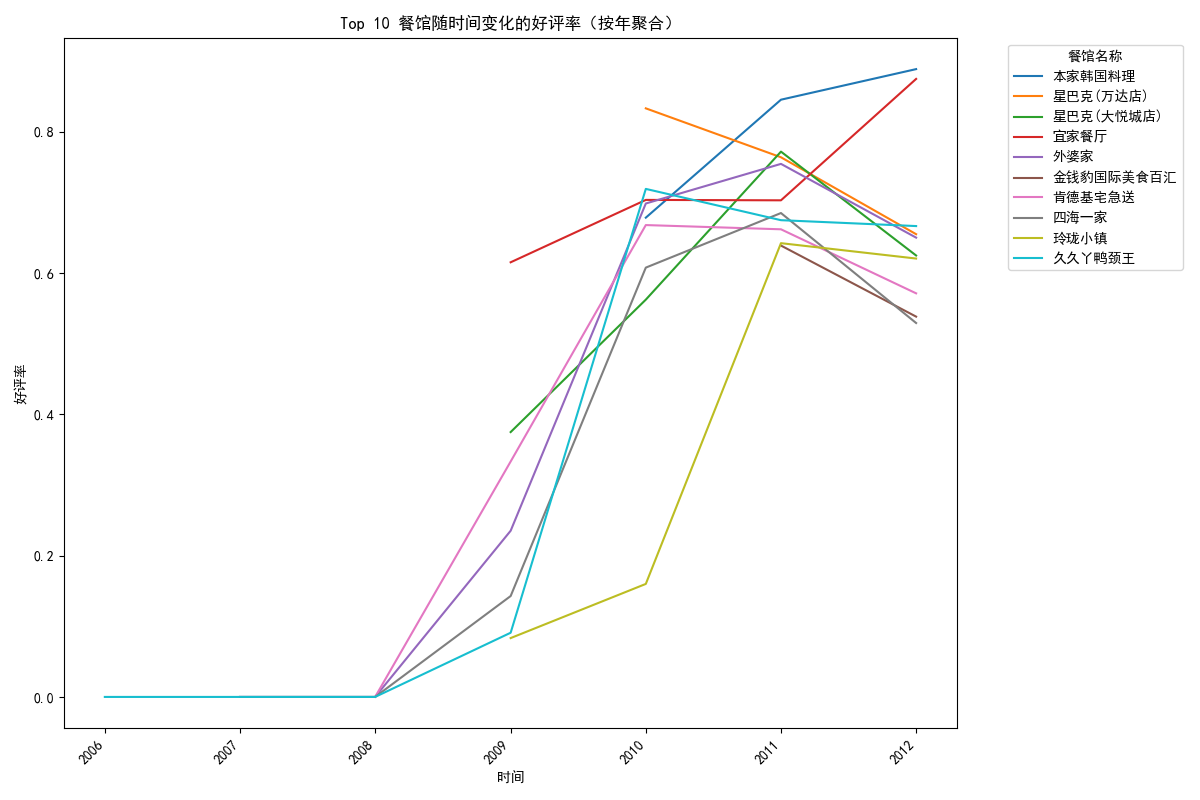 Top 10 餐馆随时间变化的好评率（按年聚合）
餐馆名称
本家韩国料理
星巴克(万达店)
星巴克(大悦城店)
宜家餐厅
外婆家
金钱豹国际美食百汇
肯德基宅急送
四海一家
玲珑小镇
久久丫鸭颈王
好评率
0.8
0.6
0.4
0.2
0.0
2006
2007
2008
2009
2010
2011
2012
时间